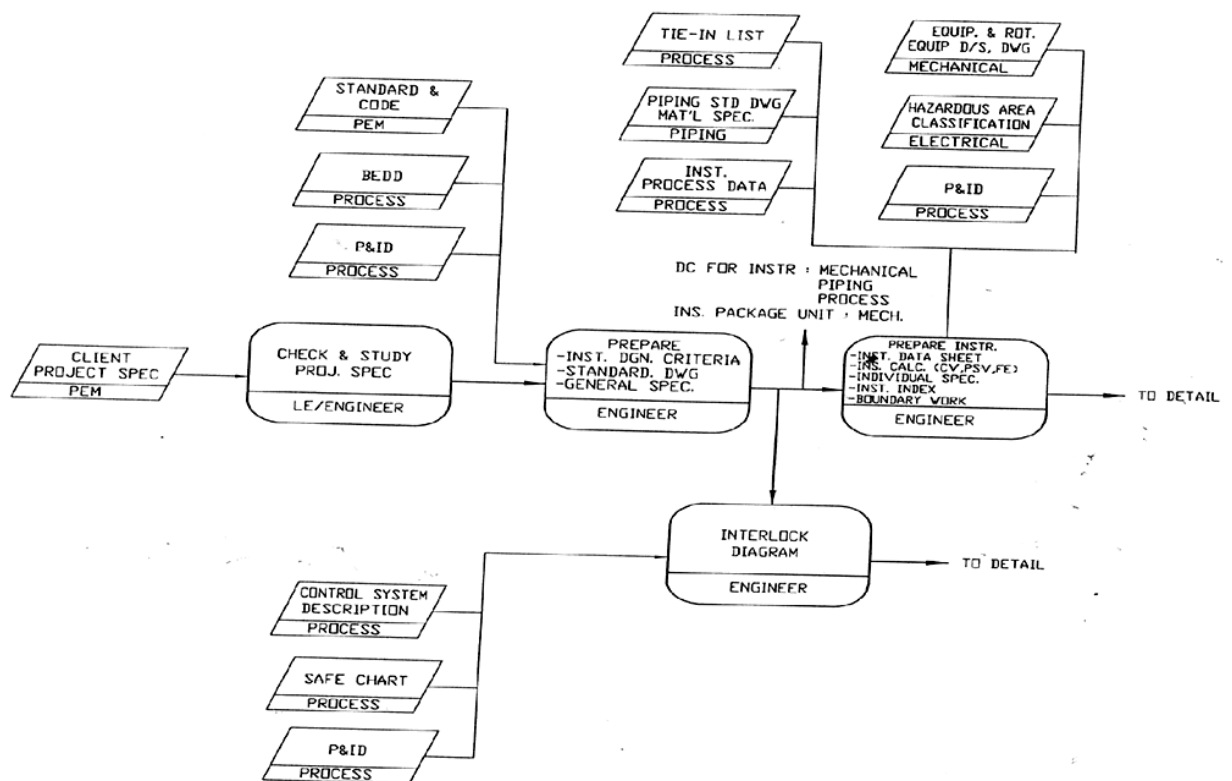 TIE-IN LIST
PROCESS
EQUIP. & ROT.
EQUIP D/S, DWG
MECHANICAL
STANDARD &
CODE
PEM
PIPING STD DWG
MAT'L SPEC.
PIPING
HAZARDOUS AREA
CLASSIFICATION
ELECTRICAL
BEDD
PROCESS
INST.
PROCESS DATA
PROCESS
P&ID
PROCESS
P&ID
PROCESS
DC FOR INSTR : MECHANICAL
PIPING
PROCESS
INS. PACKAGE UNIT : MECH.
CLIENT
PROJECT SPEC
PEM
CHECK & STUDY
PROJ. SPEC
LE/ENGINEER
PREPARE
-INST. DGN. CRITERIA
-STANDARD. DWG
-GENERAL SPEC.
ENGINEER
PREPARE INSTR.
-INST. DATA SHEET
-INS. CALC. (CV,PSV,FE)
-INDIVIDUAL SPEC.
-INST. INDEX
-BOUNDARY WORK
ENGINEER
TO DETAIL
INTERLOCK
DIAGRAM
ENGINEER
TO DETAIL
CONTROL SYSTEM
DESCRIPTION
PROCESS
SAFE CHART
PROCESS
P&ID
PROCESS